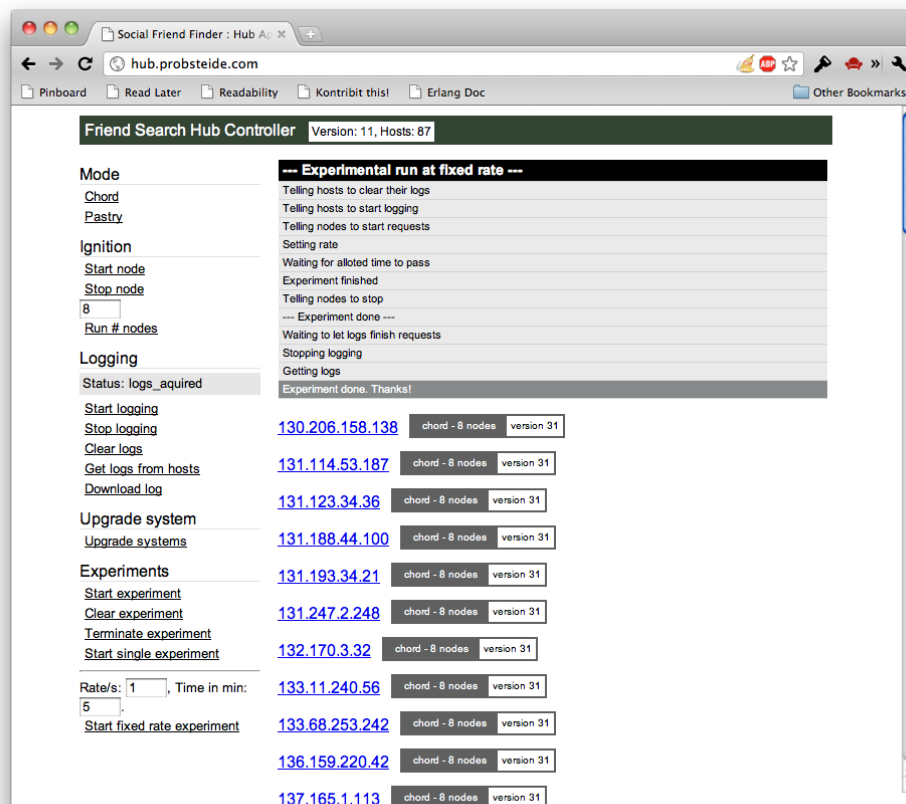 Social Friend Finder : Hub Ap
hub.probsteide.com
ABP
Pinboard
Read Later
Readability
Kontribit this!
Erlang Doc
Other Bookmarks
Friend Search Hub Controller
Version: 11, Hosts: 87
Mode
Chord
Pastry
Ignition
Start node
Stop node
8
Run # nodes
Logging
Status: logs_aquired
Start logging
Stop logging
Clear logs
Get logs from hosts
Download log
Upgrade system
Upgrade systems
Experiments
Start experiment
Clear experiment
Terminate experiment
Start single experiment
Rate/s: 1 , Time in min:
5 .
Start fixed rate experiment
--- Experimental run at fixed rate ---
Telling hosts to clear their logs
Telling hosts to start logging
Telling nodes to start requests
Setting rate
Waiting for alloted time to pass
Experiment finished
Telling nodes to stop
--- Experiment done ---
Waiting to let logs finish requests
Stopping logging
Getting logs
Experiment done. Thanks!
130.206.158.138 chord - 8 nodes version 31
131.114.53.187 chord - 8 nodes version 31
131.123.34.36 chord - 8 nodes version 31
131.188.44.100 chord - 8 nodes version 31
131.193.34.21 chord - 8 nodes version 31
131.247.2.248 chord - 8 nodes version 31
132.170.3.32 chord - 8 nodes version 31
133.11.240.56 chord - 8 nodes version 31
133.68.253.242 chord - 8 nodes version 31
136.159.220.42 chord - 8 nodes version 31
137.165.1.113 chord - 8 nodes version 31